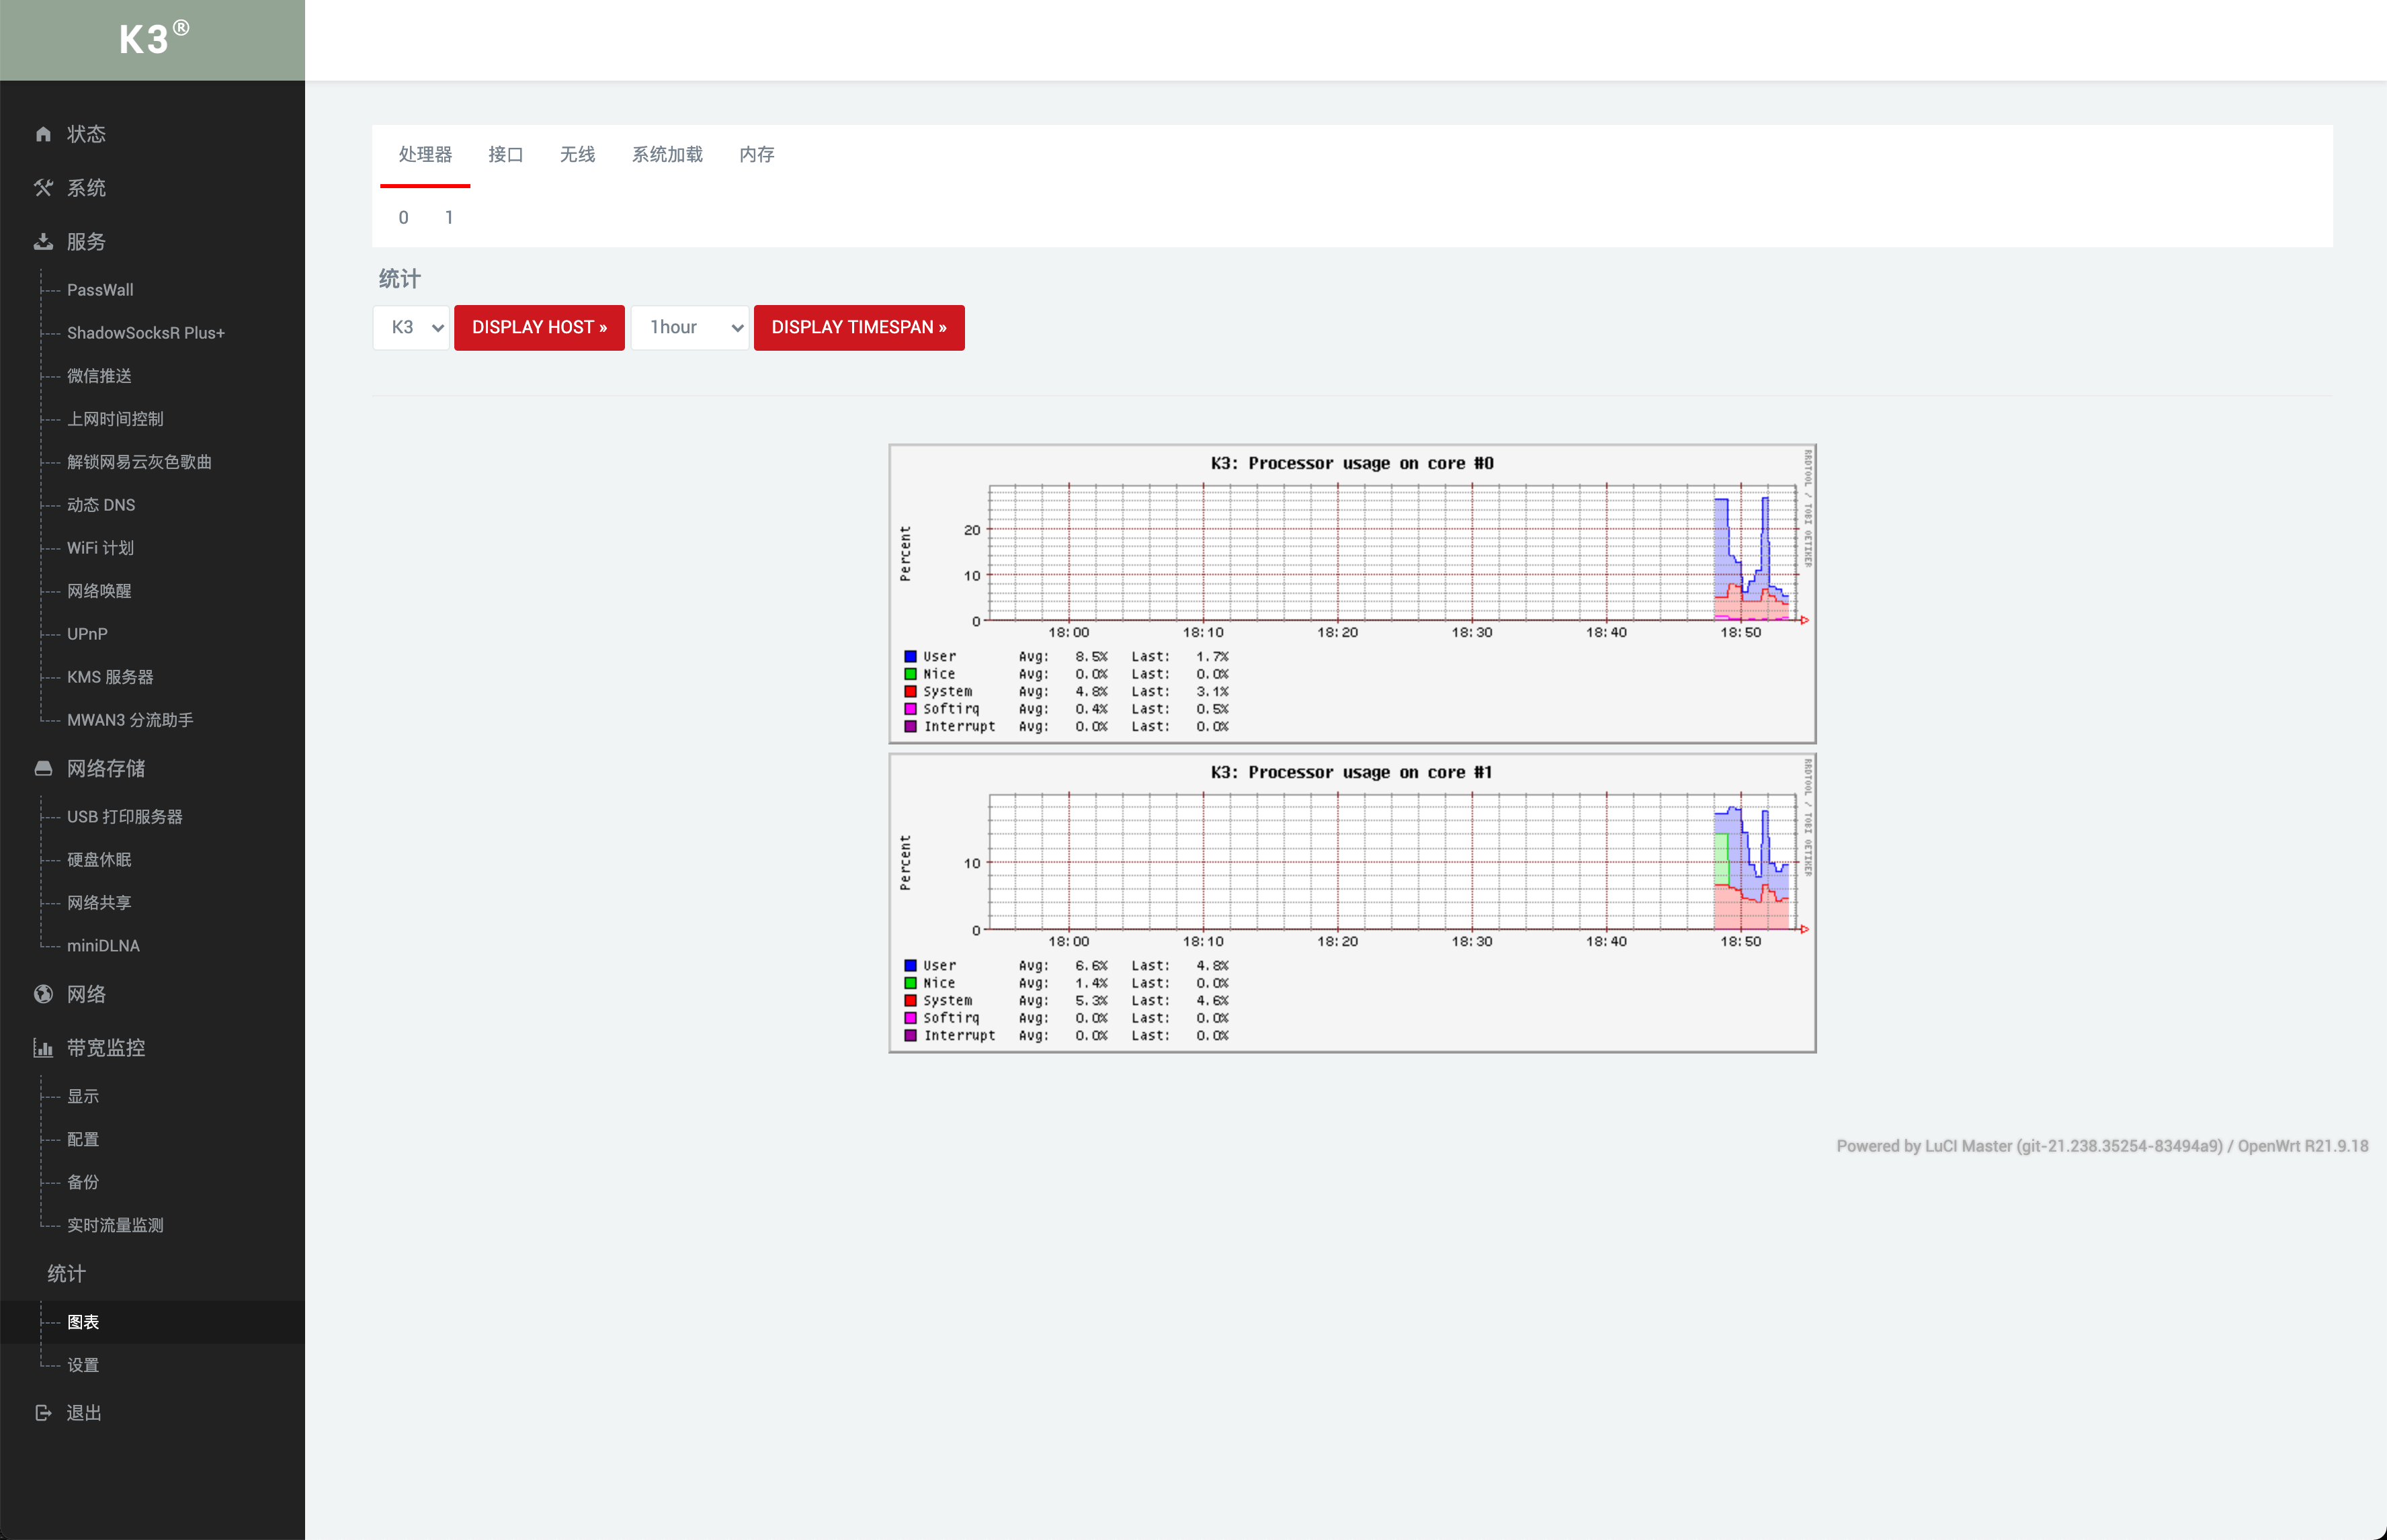 K3®
状态
系统
服务
PassWall
ShadowSocksR Plus+
微信推送
上网时间控制
解锁网易云灰色歌曲
动态 DNS
WiFi 计划
网络唤醒
UPnP
KMS 服务器
MWAN3 分流助手
网络存储
USB 打印服务器
硬盘休眠
网络共享
miniDLNA
网络
带宽监控
显示
配置
备份
实时流量监测
统计
图表
设置
退出
处理器 接口 无线 系统加载 内存
0 1
统计
K3 DISPLAY HOST » 1hour DISPLAY TIMESPAN »
K3: Processor usage on core #0
RRDTOOL / TOBI OETIKER
Percent
20
10
0
18:00 18:10 18:20 18:30 18:40 18:50
User Avg: 8.5% Last: 1.7%
Nice Avg: 0.0% Last: 0.0%
System Avg: 4.8% Last: 3.1%
Softirq Avg: 0.4% Last: 0.5%
Interrupt Avg: 0.0% Last: 0.0%
K3: Processor usage on core #1
RRDTOOL / TOBI OETIKER
Percent
10
0
18:00 18:10 18:20 18:30 18:40 18:50
User Avg: 6.6% Last: 4.8%
Nice Avg: 1.4% Last: 0.0%
System Avg: 5.3% Last: 4.6%
Softirq Avg: 0.0% Last: 0.0%
Interrupt Avg: 0.0% Last: 0.0%
Powered by LuCI Master (git-21.238.35254-83494a9) / OpenWrt R21.9.18